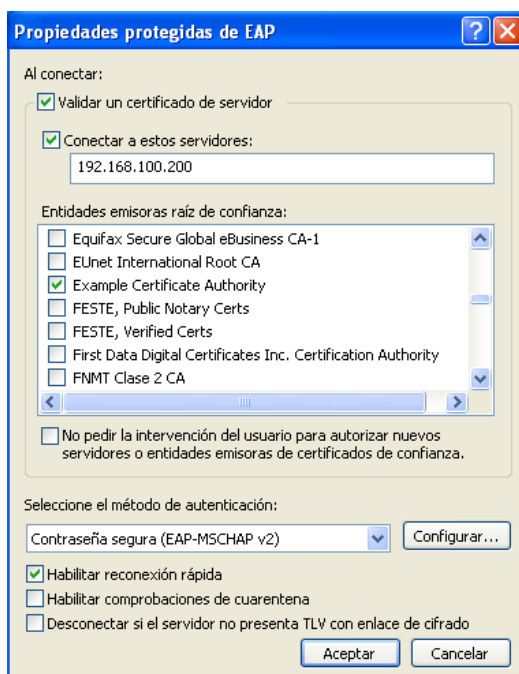 Propiedades protegidas de EAP
Al conectar:
Validar un certificado de servidor
Conectar a estos servidores:
192.168.100.200
Entidades emisoras raíz de confianza:
Equifax Secure Global eBusiness CA-1
EUnet International Root CA
Example Certificate Authority
FESTE, Public Notary Certs
FESTE, Verified Certs
First Data Digital Certificates Inc. Certification Authority
FNMT Clase 2 CA
No pedir la intervención del usuario para autorizar nuevos
servidores o entidades emisoras de certificados de confianza.
Seleccione el método de autenticación:
Contraseña segura (EAP-MSCHAP v2)
Configurar...
Habilitar reconexión rápida
Habilitar comprobaciones de cuarentena
Desconectar si el servidor no presenta TLV con enlace de cifrado
Aceptar
Cancelar